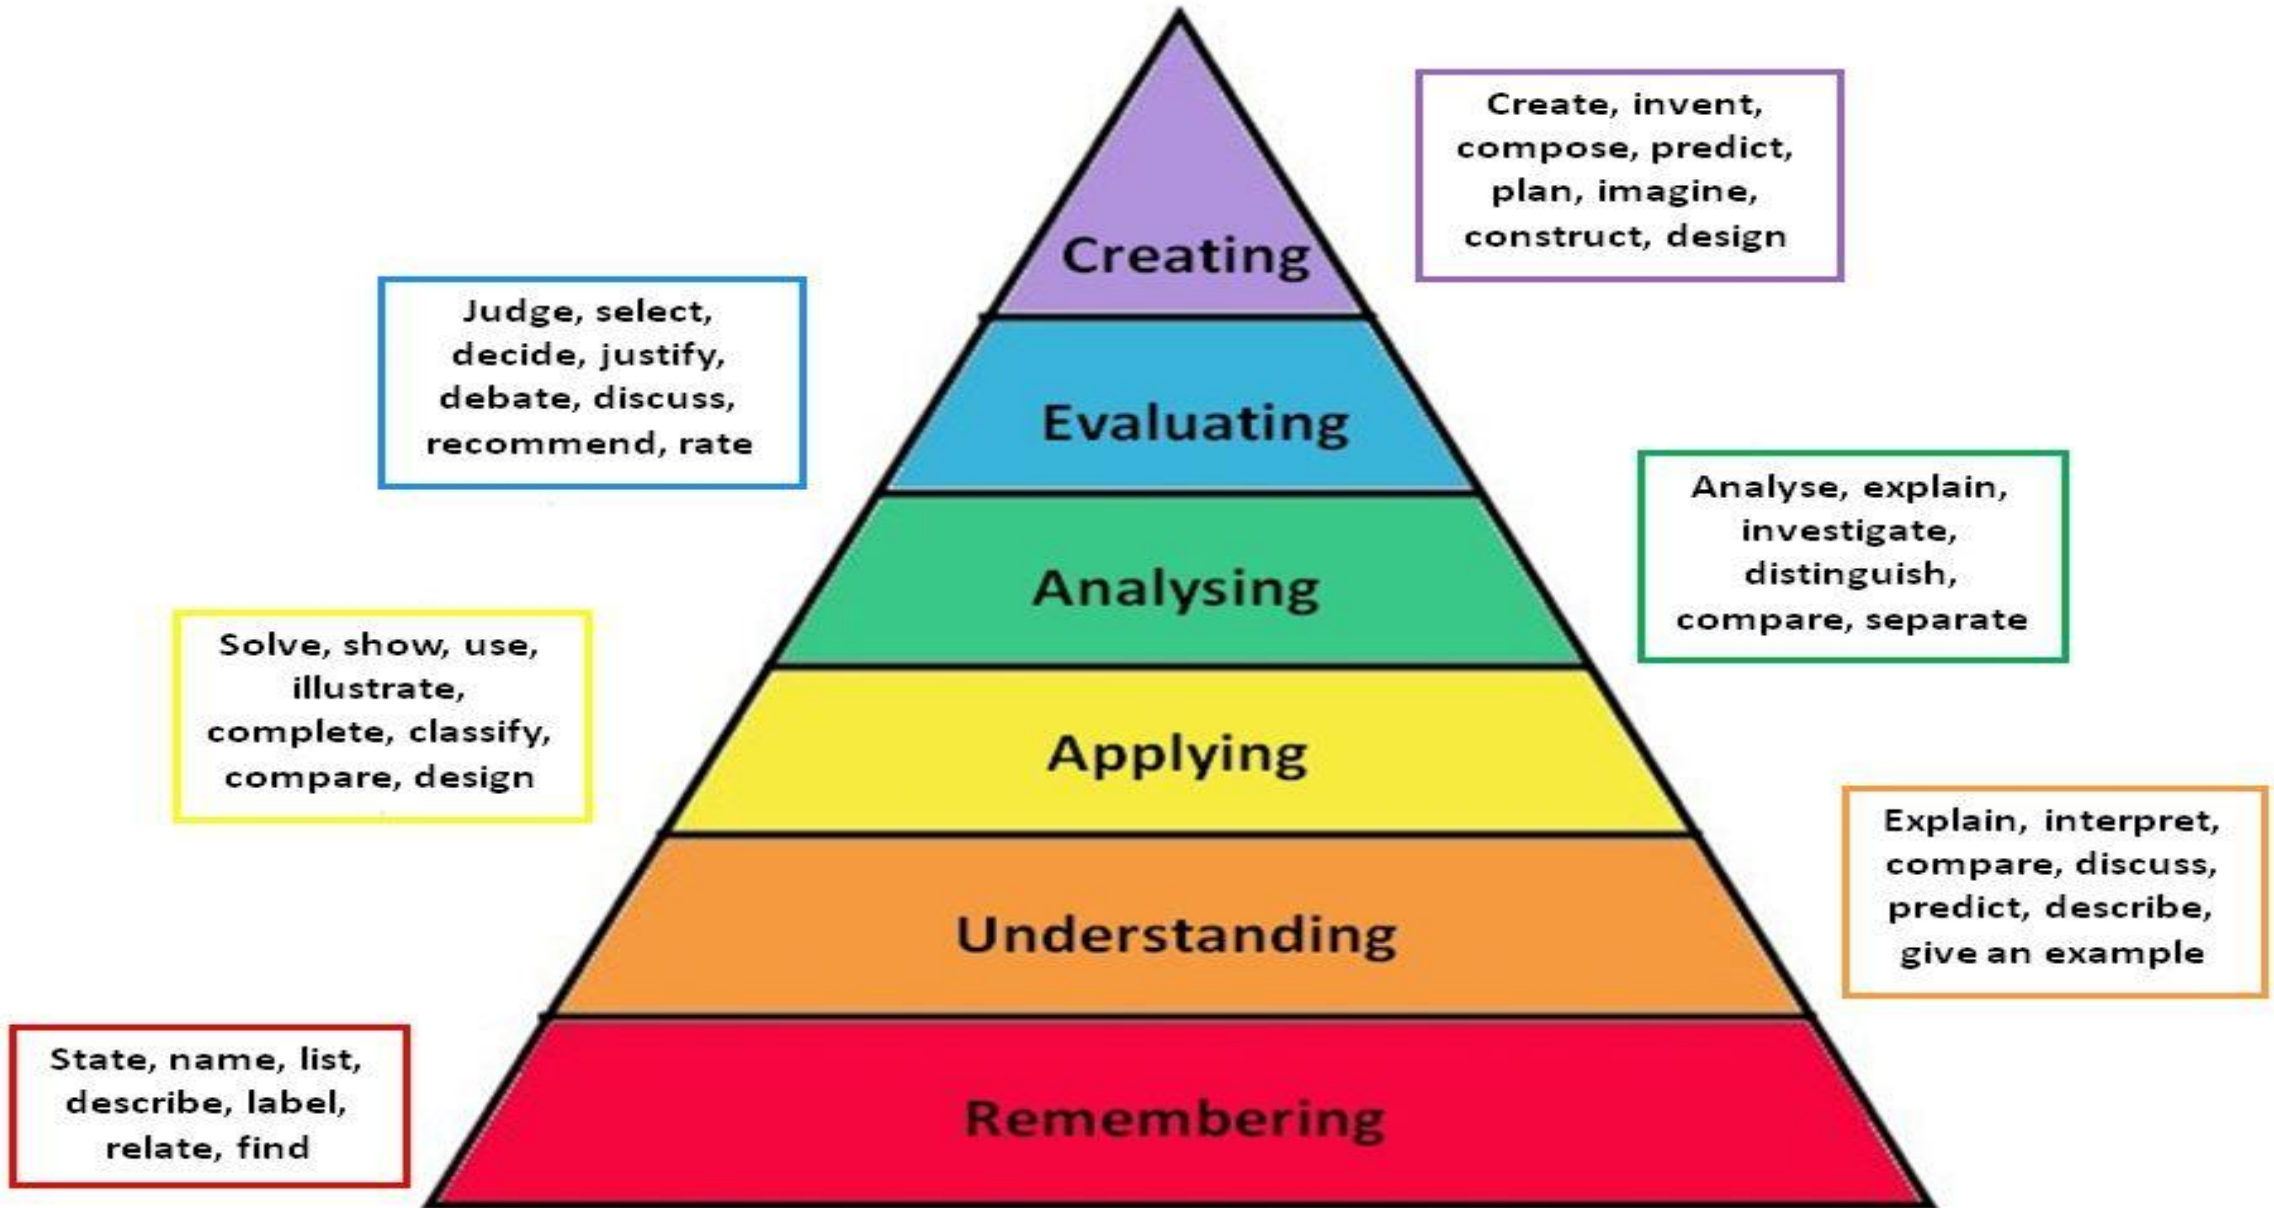 Create, invent,
compose, predict,
plan, imagine,
construct, design
Creating
Judge, select,
decide, justify,
debate, discuss,
recommend, rate
Evaluating
Analyse, explain,
investigate,
distinguish,
compare, separate
Analysing
Solve, show, use,
illustrate,
complete, classify,
compare, design
Applying
Explain, interpret,
compare, discuss,
predict, describe,
give an example
Understanding
State, name, list,
describe, label,
relate, find
Remembering